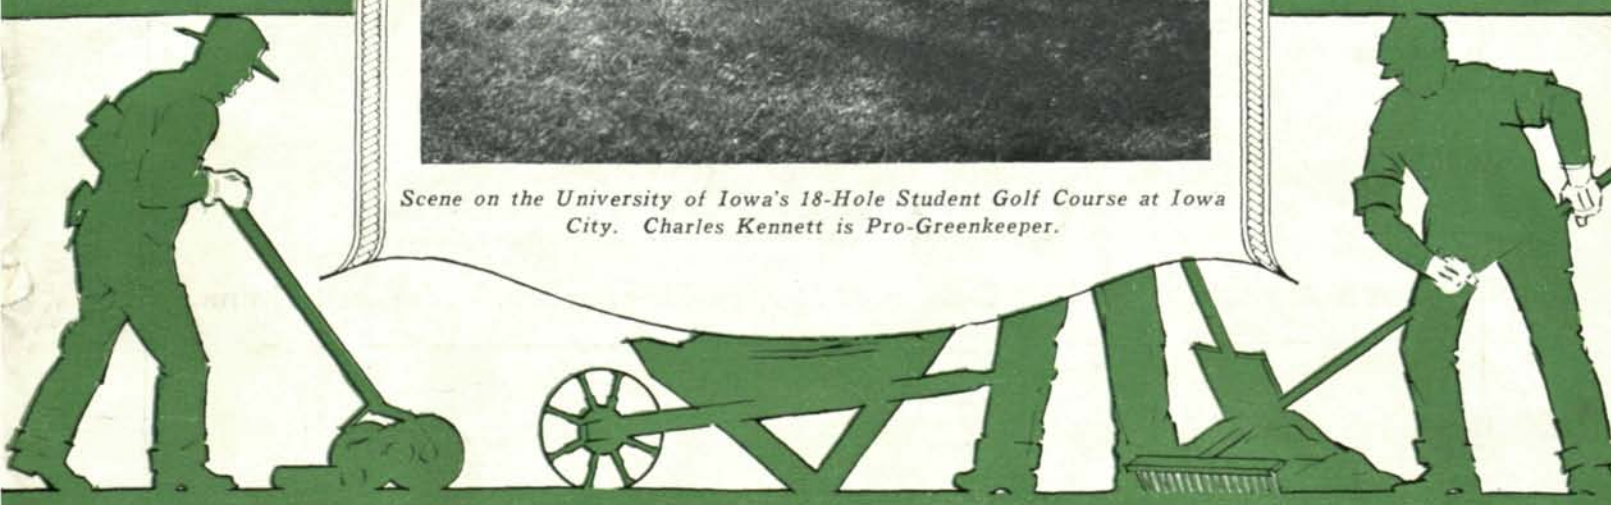 Scene on the University of Iowa's 18-Hole Student Golf Course at Iowa
City. Charles Kennett is Pro-Greenkeeper.